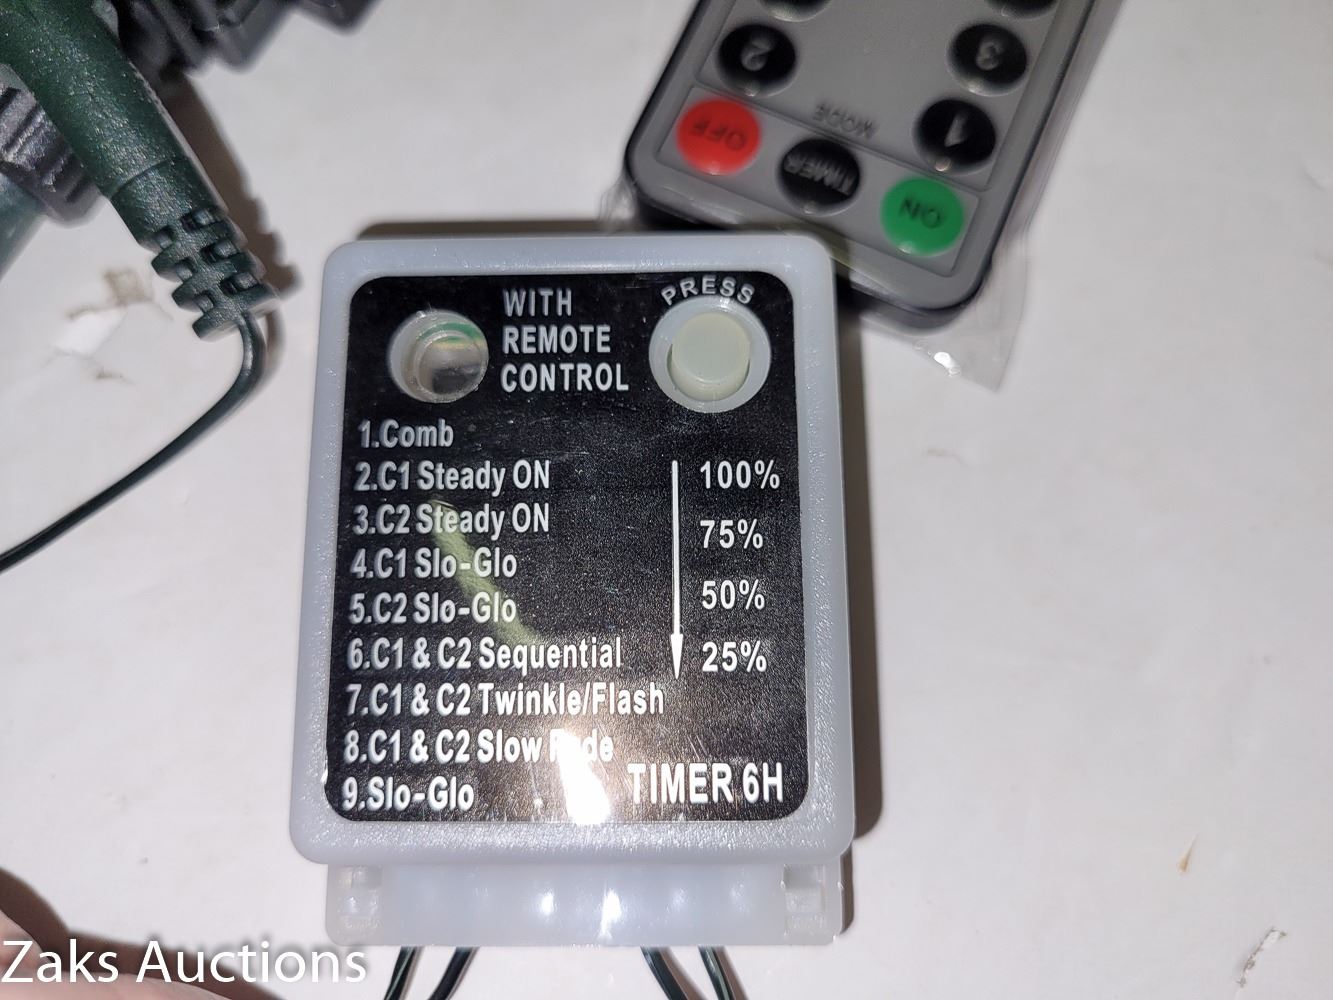 2
3
MODE
1
OFF
TIMER
ON
WITH
REMOTE
CONTROL
PRESS
1.Comb
2.C1 Steady ON
3.C2 Steady ON
4.C1 Slo-Glo
5.C2 Slo-Glo
6.C1 & C2 Sequential
7.C1 & C2 Twinkle/Flash
8.C1 & C2 Slow Fade
9.Slo-Glo
100%
75%
50%
25%
TIMER 6H
Zaks Auctions